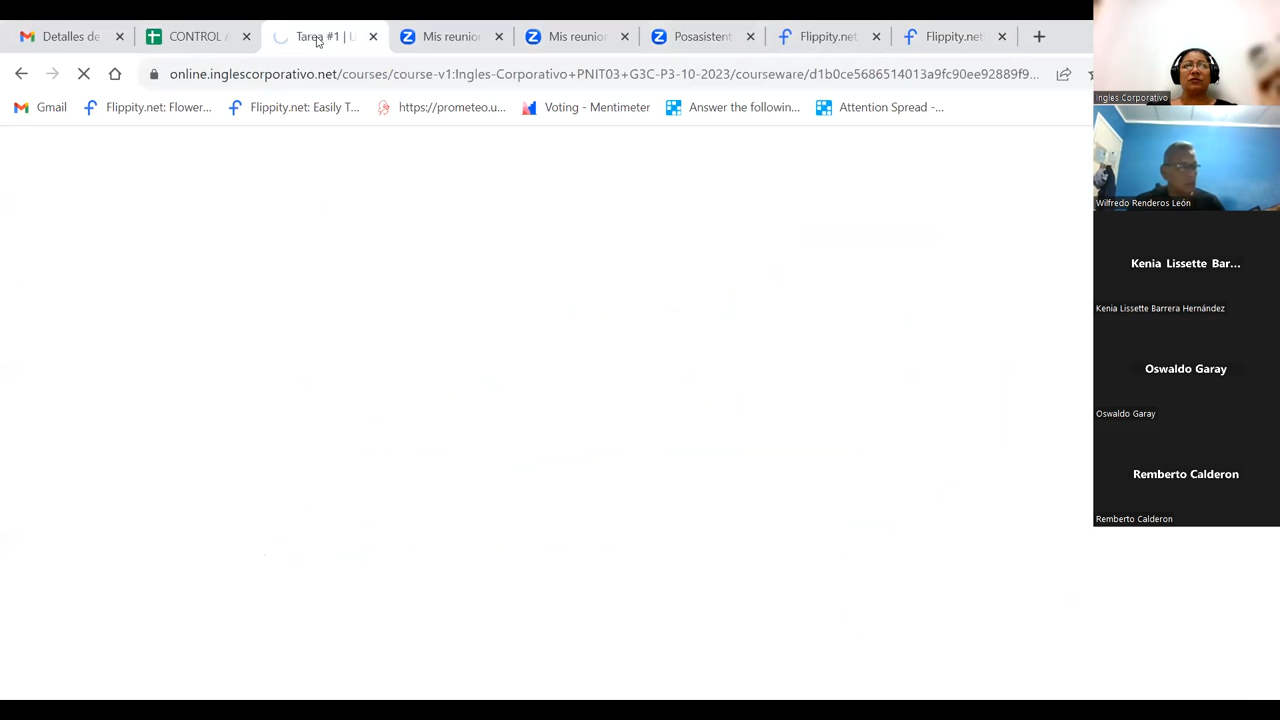 Detalles de
CONTROL A
Tarea #1 | U
Mis reunior
Mis reunior
Posasistent
Flippity.net
Flippity.net
online.inglescorporativo.net/courses/course-v1:Ingles-Corporativo+PNIT03+G3C-P3-10-2023/courseware/d1b0ce5686514013a9fc90ee92889f9...
Gmail
Flippity.net: Flower...
Flippity.net: Easily T...
https://prometeo.u...
Voting - Mentimeter
Answer the followin...
Attention Spread -...
Ingles Corporativo
Wilfredo Renderos León
Kenia Lissette Bar...
Kenia Lissette Barrera Hernández
Oswaldo Garay
Oswaldo Garay
Remberto Calderon
Remberto Calderon